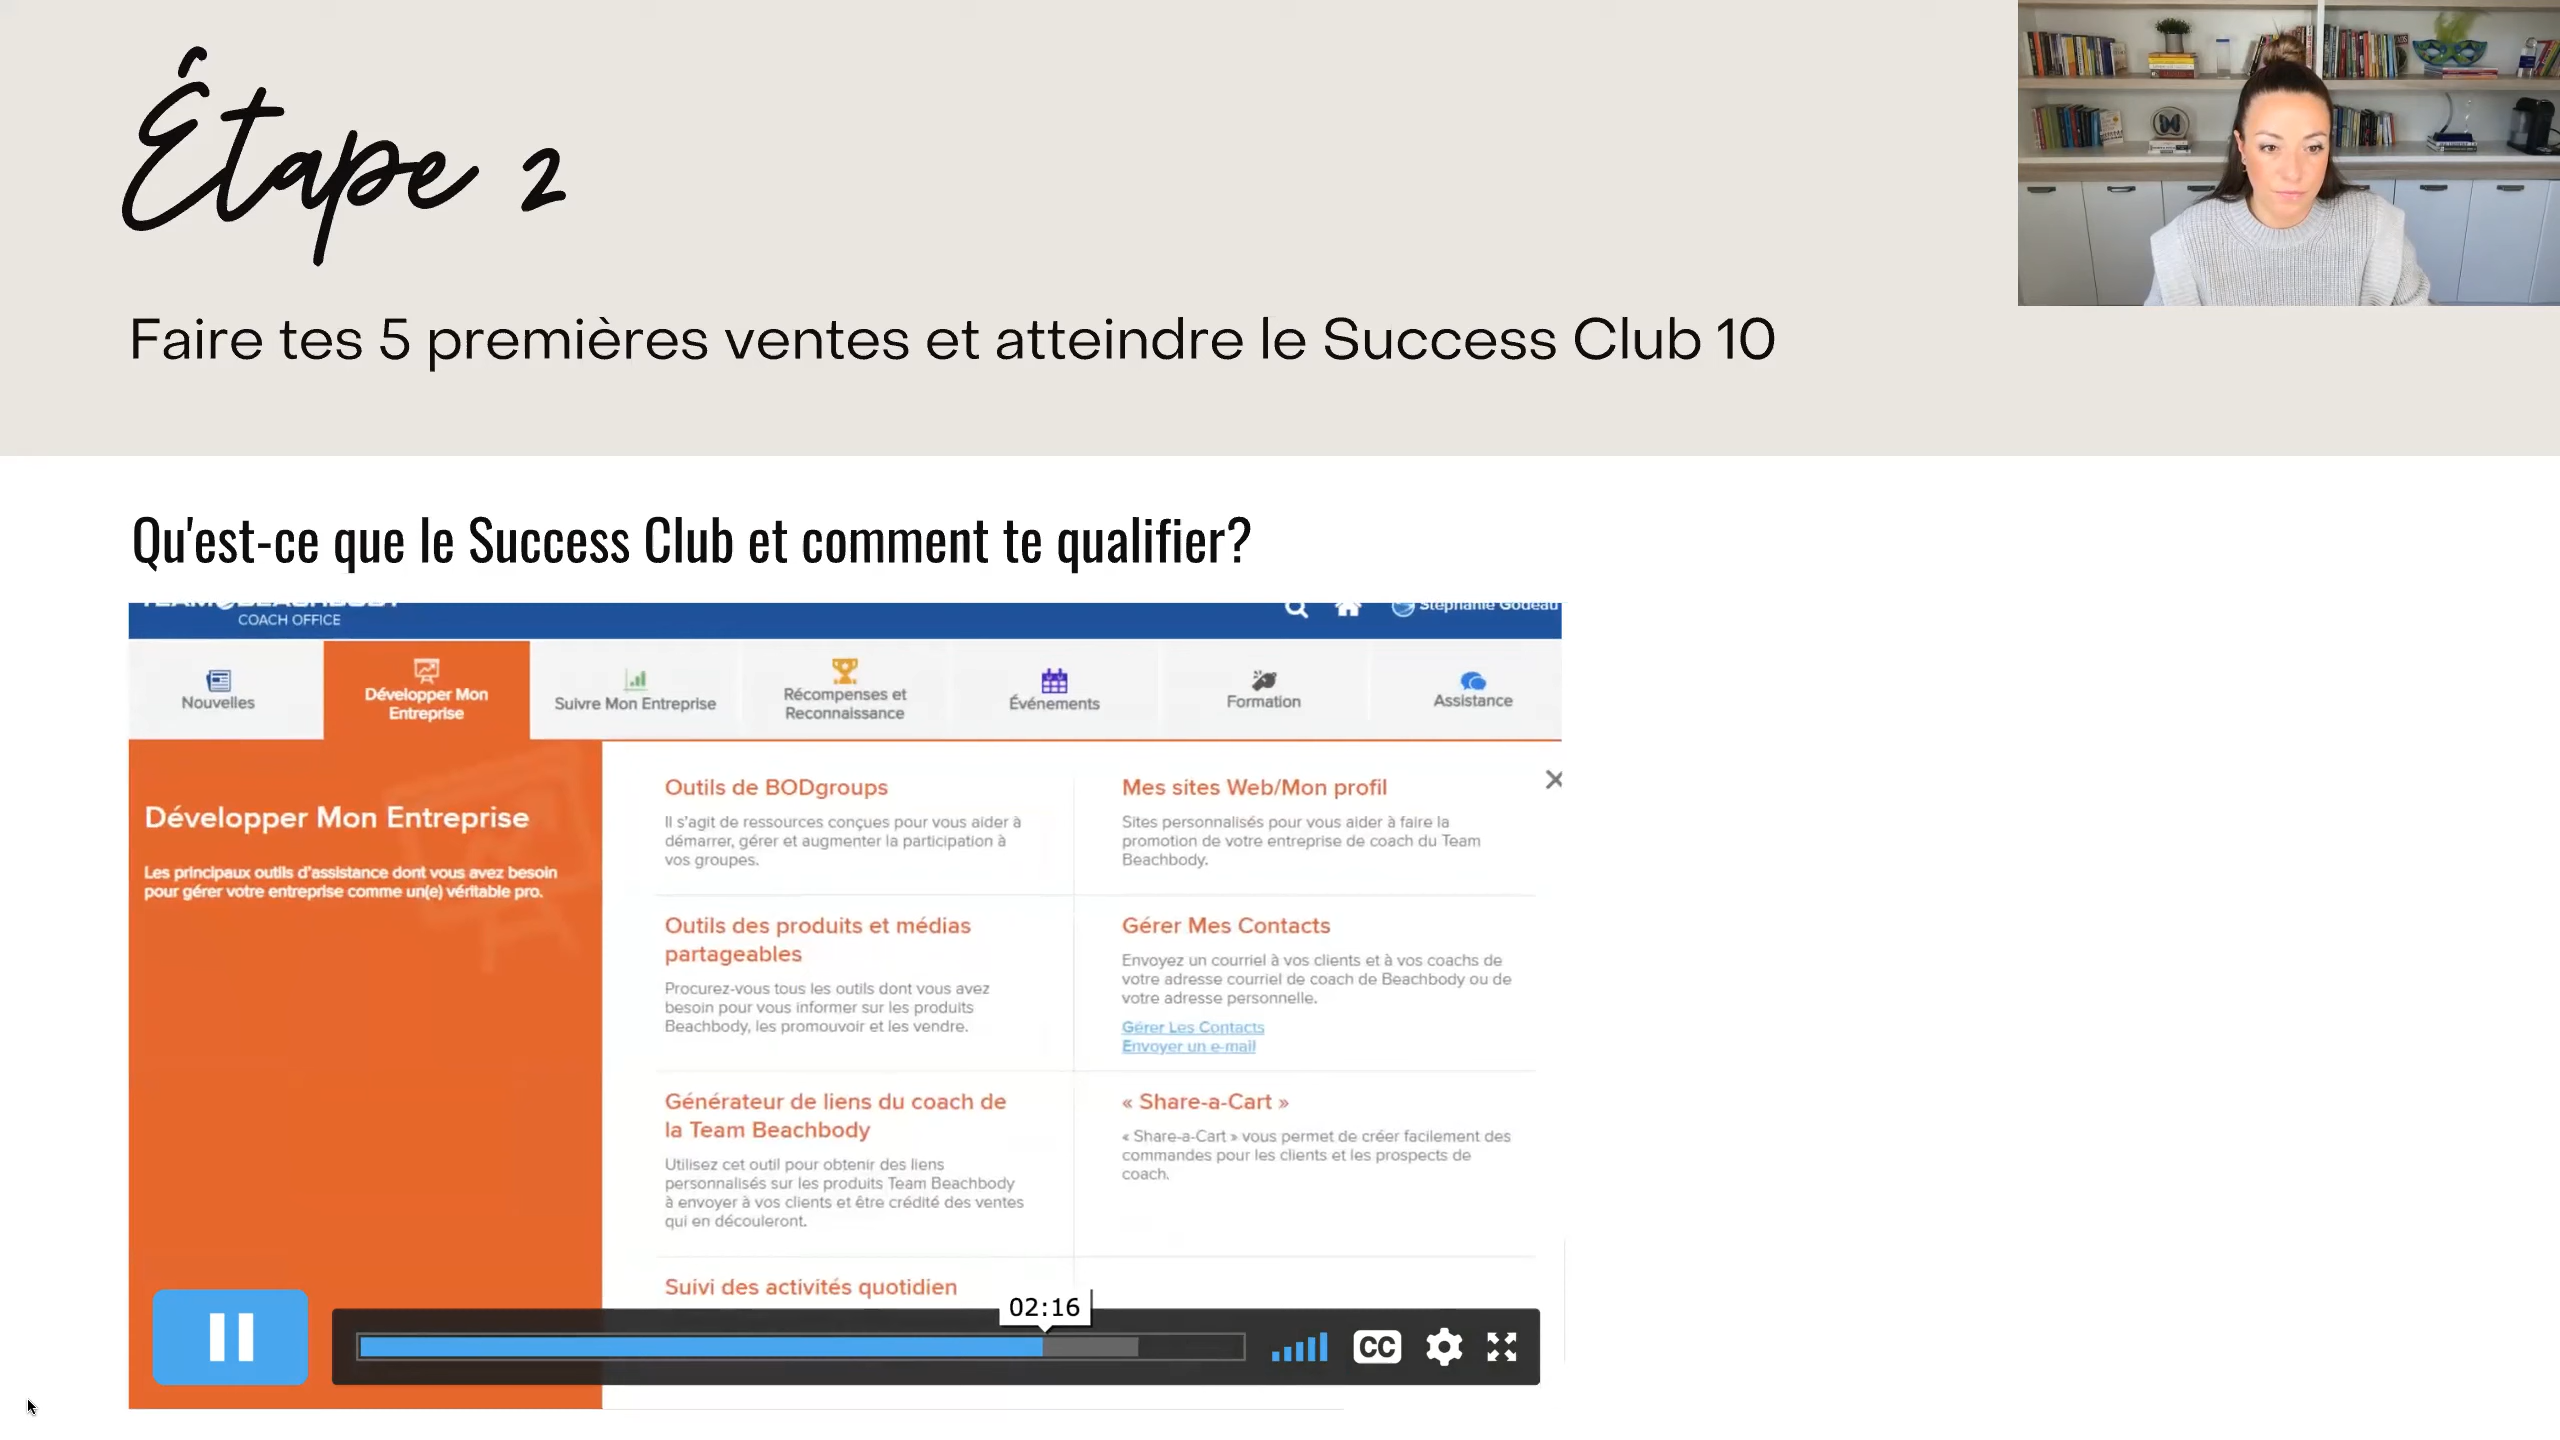 Étape 2
Faire tes 5 premières ventes et atteindre le Success Club 10
Qu'est-ce que le Success Club et comment te qualifier?
TEAM BEACHBODY
COACH OFFICE
Stephanie Godeau
Nouvelles
Développer Mon
Entreprise
Suivre Mon Entreprise
Récompenses et
Reconnaissance
Événements
Formation
Assistance
Développer Mon Entreprise
Les principaux outils d'assistance dont vous avez besoin
pour gérer votre entreprise comme un(e) véritable pro.
Outils de BODgroups
Il s'agit de ressources conçues pour vous aider à
démarrer, gérer et augmenter la participation à
vos groupes.
Mes sites Web/Mon profil
Sites personnalisés pour vous aider à faire la
promotion de votre entreprise de coach du Team
Beachbody.
Outils des produits et médias
partageables
Procurez-vous tous les outils dont vous avez
besoin pour vous informer sur les produits
Beachbody, les promouvoir et les vendre.
Gérer Mes Contacts
Envoyez un courriel à vos clients et à vos coachs de
votre adresse courriel de coach de Beachbody ou de
votre adresse personnelle.
Gérer Les Contacts
Envoyer un e-mail
Générateur de liens du coach de
la Team Beachbody
Utilisez cet outil pour obtenir des liens
personnalisés sur les produits Team Beachbody
à envoyer à vos clients et être crédité des ventes
qui en découleront.
« Share-a-Cart »
« Share-a-Cart » vous permet de créer facilement des
commandes pour les clients et les prospects de
coach.
Suivi des activités quotidien
02:16
CC